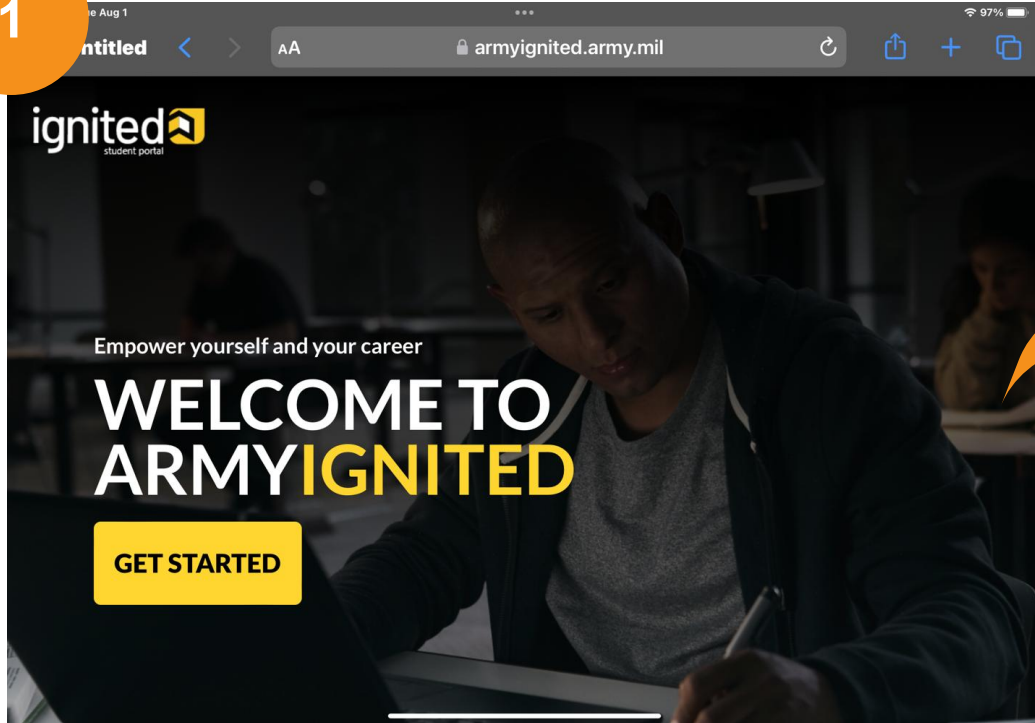 1
e Aug 1
97%
ntitled
AA
armyignited.army.mil
ignited
student portal
Empower yourself and your career
WELCOME TO
ARMYIGNITED
GET STARTED